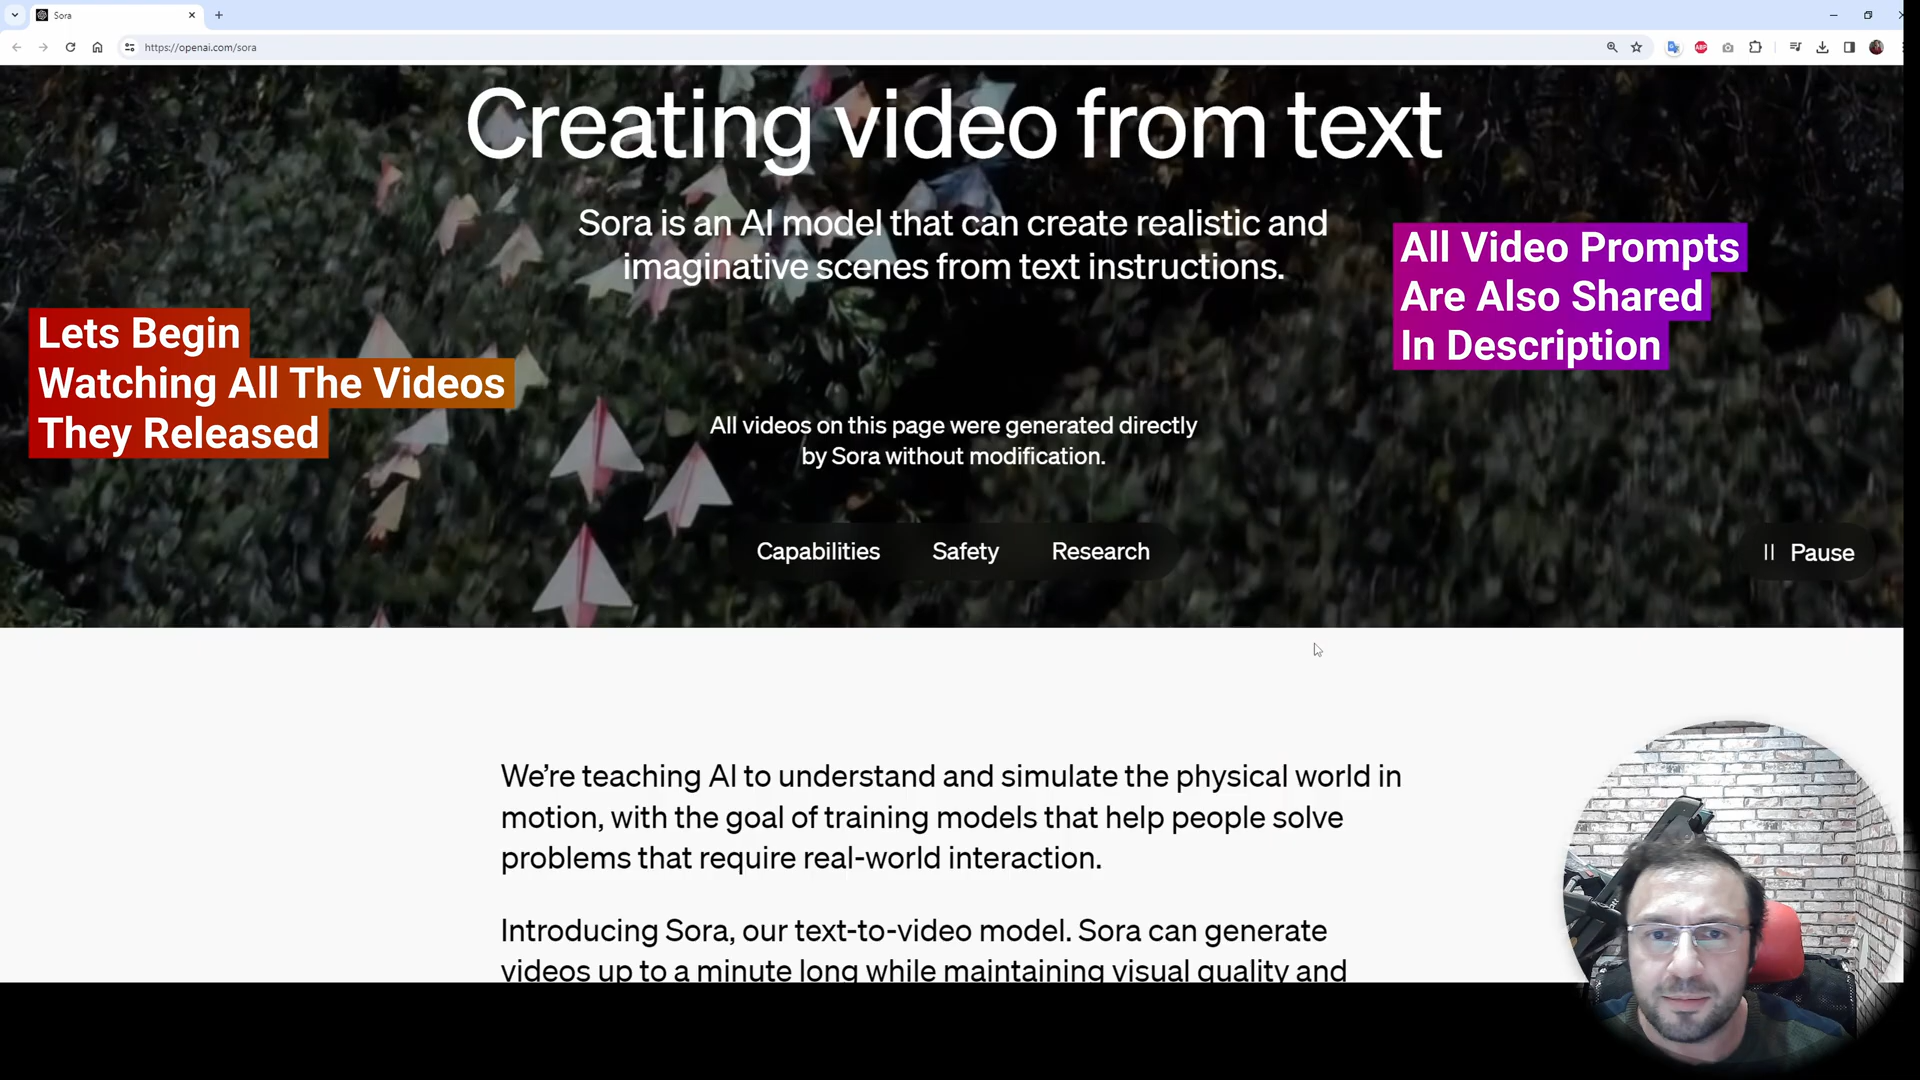 Sora
https://openai.com/sora
ABP
Creating video from text
Sora is an AI model that can create realistic and
imaginative scenes from text instructions.
All Video Prompts
Are Also Shared
In Description
Lets Begin
Watching All The Videos
They Released
All videos on this page were generated directly
by Sora without modification.
Capabilities Safety Research
Pause
We’re teaching AI to understand and simulate the physical world in
motion, with the goal of training models that help people solve
problems that require real-world interaction.
Introducing Sora, our text-to-video model. Sora can generate
videos up to a minute long while maintaining visual quality and